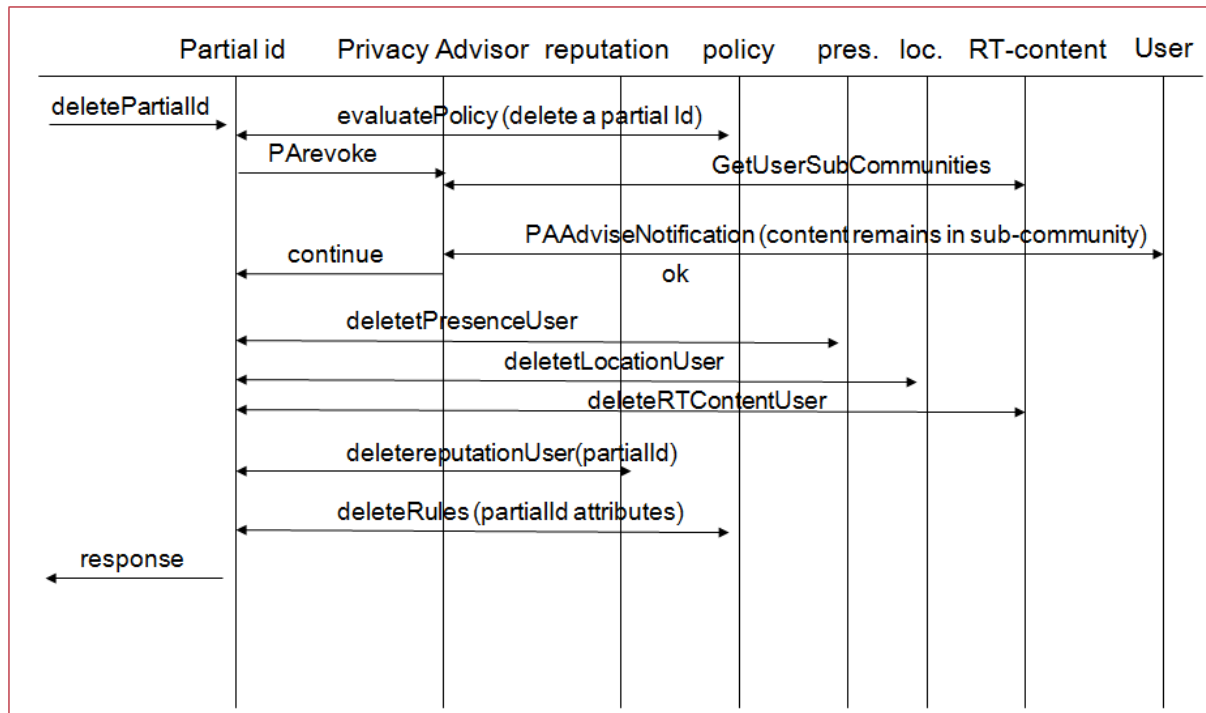 Partial id Privacy Advisor reputation policy pres. loc. RT-content User
deletePartialId
evaluatePolicy (delete a partial Id)
PArevoke
GetUserSubCommunities
PAAdviseNotification (content remains in sub-community)
continue
ok
deletetPresenceUser
deletetLocationUser
deleteRTContentUser
deletereputationUser(partialId)
deleteRules (partialId attributes)
response